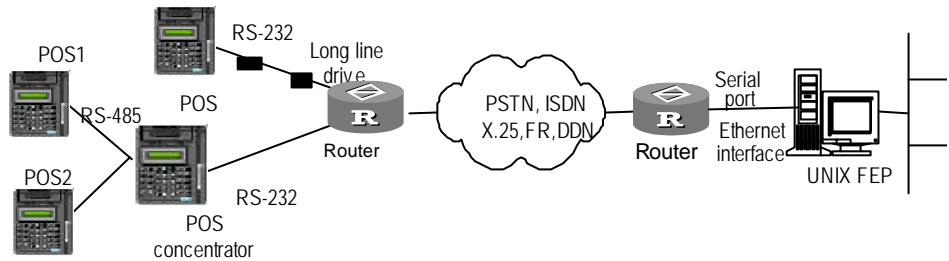 RS-232
POS1
Long line
drive
RS-485
POS
PSTN, ISDN
X.25,FR,DDN
Serial
port
Ethernet
interface
R
R
Router
Router
UNIX FEP
POS2
RS-232
POS
concentrator